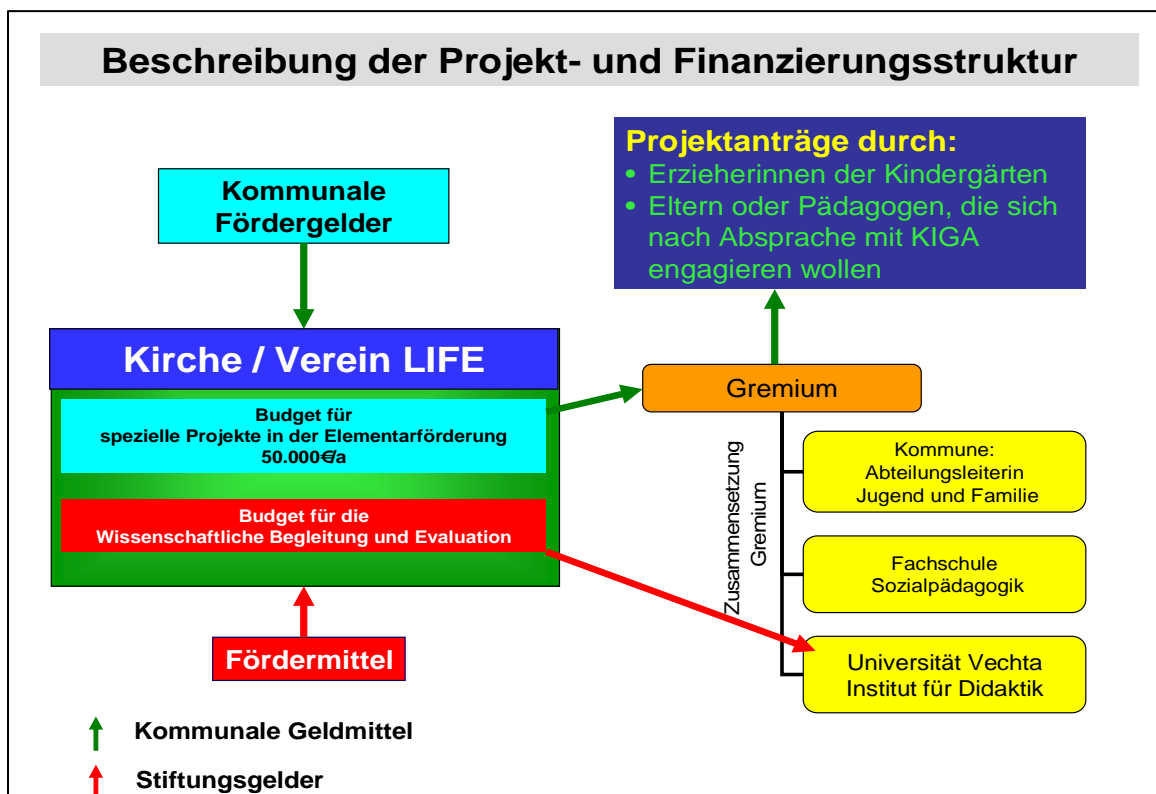 Beschreibung der Projekt- und Finanzierungsstruktur
Kommunale
Fördergelder
Projektanträge durch:
• Erzieherinnen der Kindergärten
• Eltern oder Pädagogen, die sich
nach Absprache mit KIGA
engagieren wollen
Kirche / Verein LIFE
Budget für
spezielle Projekte in der Elementarförderung
50.000€/a
Budget für die
Wissenschaftliche Begleitung und Evaluation
Fördermittel
Gremium
Zusammensetzung
Gremium
Kommune:
Abteilungsleiterin
Jugend und Familie
Fachschule
Sozialpädagogik
Universität Vechta
Institut für Didaktik
Kommunale Geldmittel
Stiftungsgelder